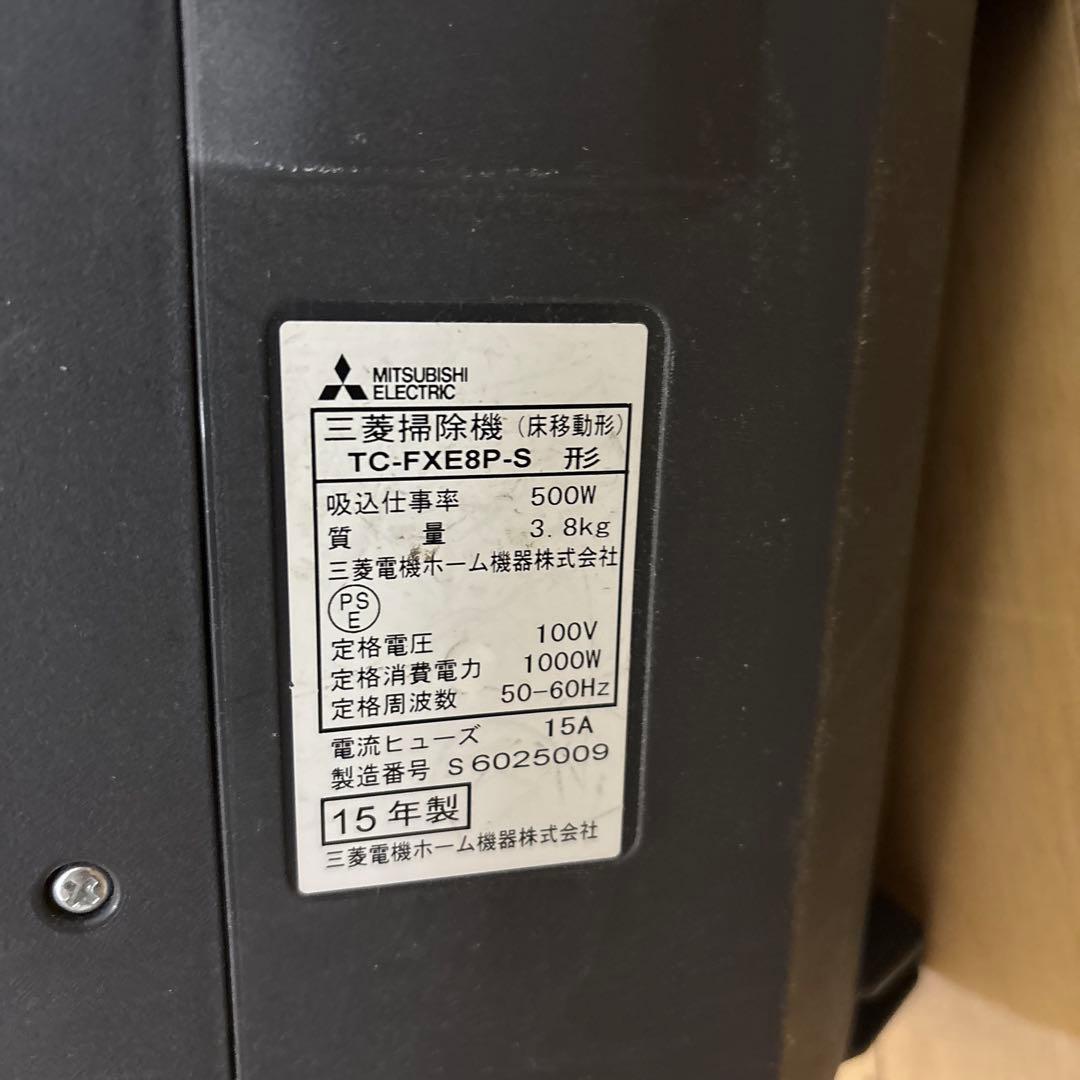 MITSUBISHI
ELECTRIC
三菱掃除機(床移動形)
TC-FXE8P-S 形
吸込仕事率 500W
質 量 3.8kg
三菱電機ホーム機器株式会社
PS
E
定格電圧 100V
定格消費電力 1000W
定格周波数 50-60Hz
電流ヒューズ 15A
製造番号 S6025009
15年製
三菱電機ホーム機器株式会社